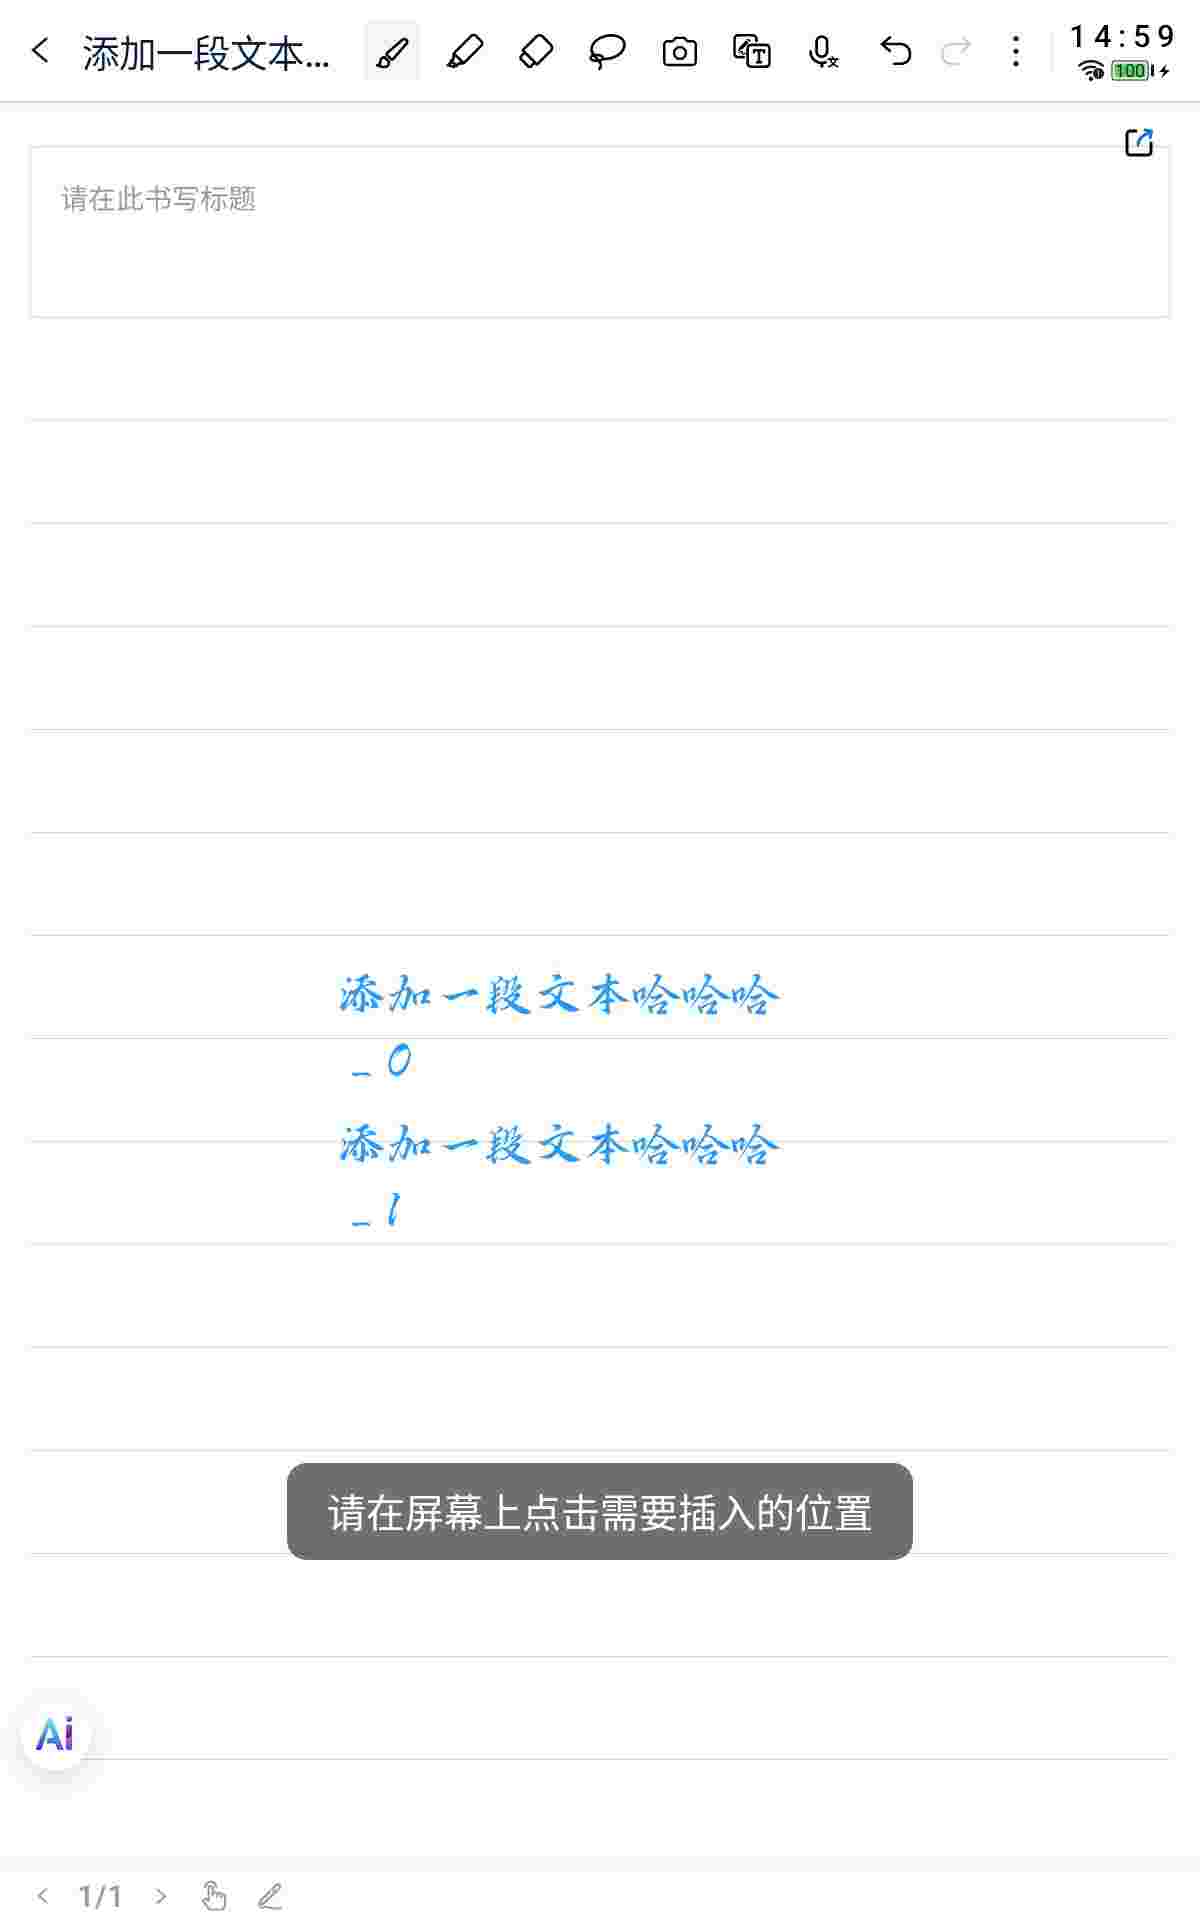 添加一段文本...
14:59
100
请在此书写标题
添加一段文本哈哈哈
_0
添加一段文本哈哈哈
_1
请在屏幕上点击需要插入的位置
Ai
1/1